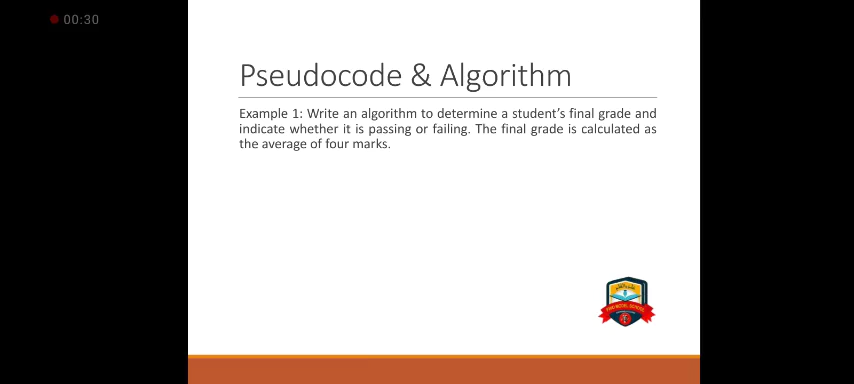 00:30
Pseudocode & Algorithm
Example 1: Write an algorithm to determine a student's final grade and
indicate whether it is passing or failing. The final grade is calculated as
the average of four marks.